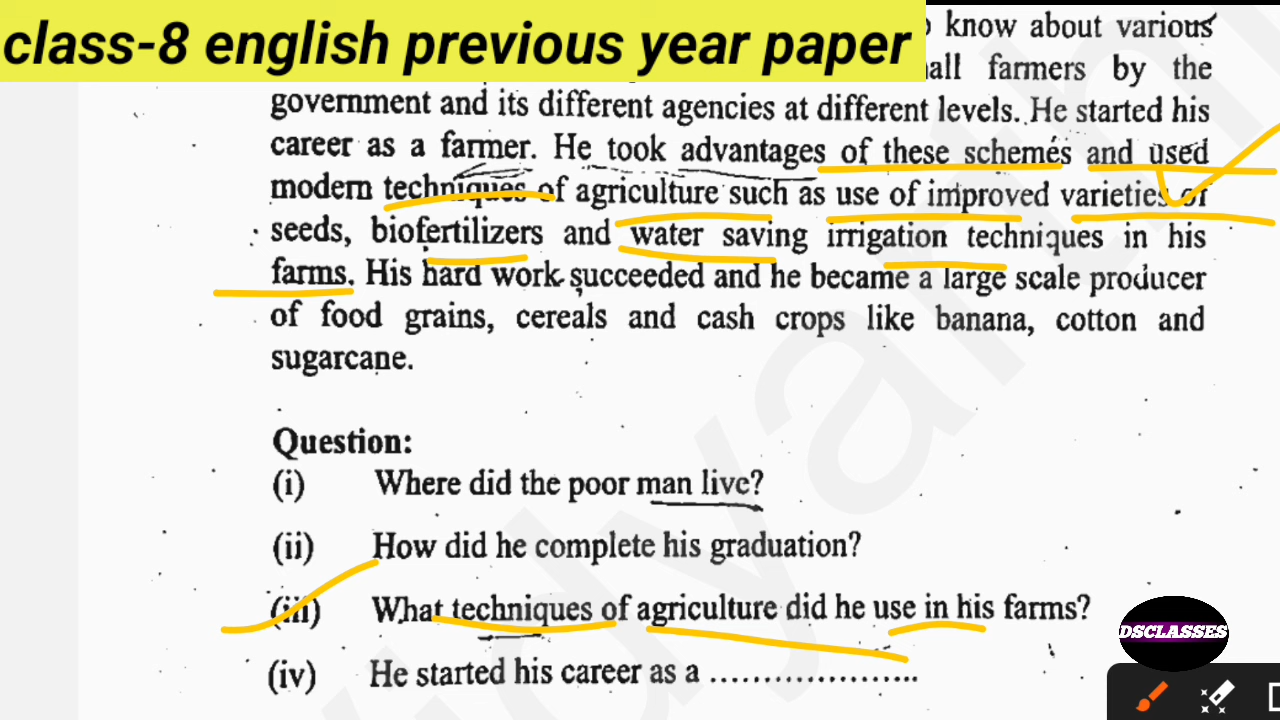 class-8 english previous year paper
know about various
farmers by the
government and its different agencies at different levels. He started his
career as a farmer. He took advantages of these schemes and used
modern techniques of agriculture such as use of improved varieties of
seeds, biofertilizers and water saving irrigation techniques in his
farms. His hard work succeeded and he became a large scale producer
of food grains, cereals and cash crops like banana, cotton and
sugarcane.
Question:
(i) Where did the poor man live?
(ii) How did he complete his graduation?
(iii) What techniques of agriculture did he use in his farms?
(iv) He started his career as a .....................
DSCLASSES